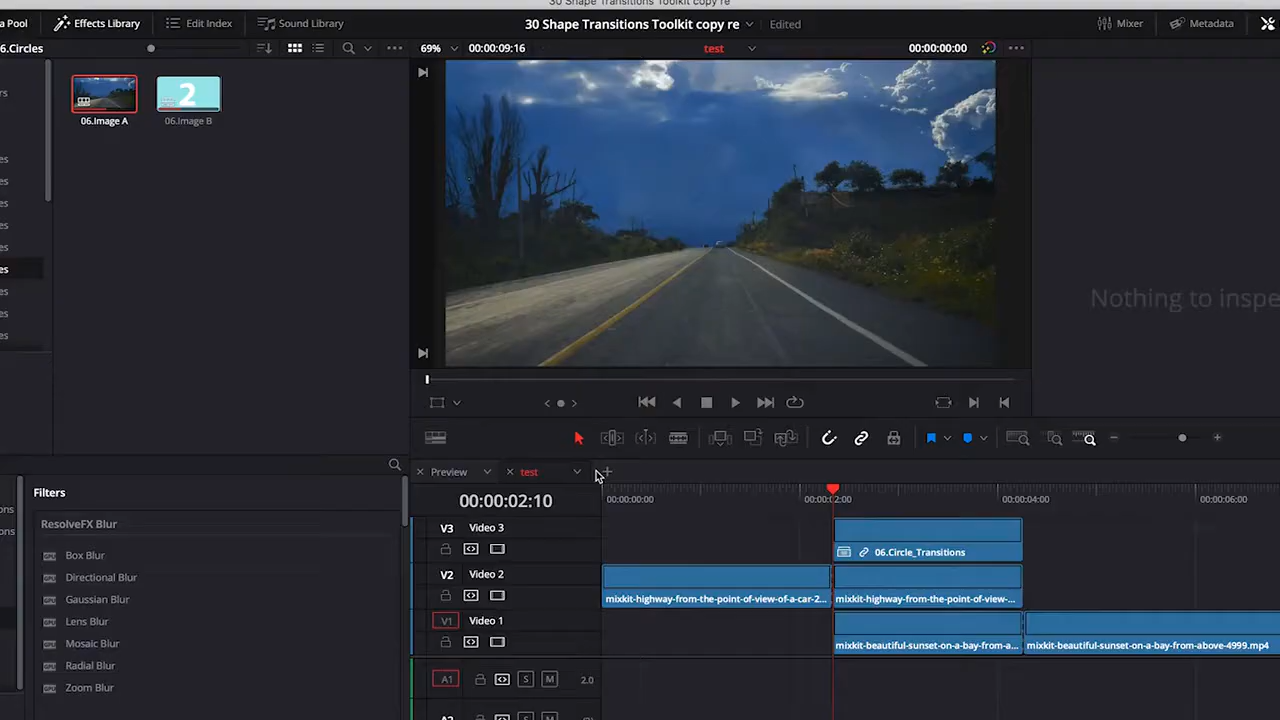 30 Shape Transitions Toolkit copy re
a Pool
Effects Library
Edit Index
Sound Library
30 Shape Transitions Toolkit copy re
Edited
Mixer
Metadata
6.Circles
69%
00:00:09:16
test
00:00:00:00
2
06.Image A
06.Image B
Nothing to inspe
Preview
test
Filters
ResolveFX Blur
Box Blur
Directional Blur
Gaussian Blur
Lens Blur
Mosaic Blur
Radial Blur
Zoom Blur
00:00:02:10
00:00:00:00
00:00:02:00
00:00:04:00
00:00:06:00
V3 Video 3
06.Circle_Transitions
V2 Video 2
mixkit-highway-from-the-point-of-view-of-a-car-2...
mixkit-highway-from-the-point-of-view-...
V1 Video 1
mixkit-beautiful-sunset-on-a-bay-from-a...
mixkit-beautiful-sunset-on-a-bay-from-above-4999.mp4
A1 S M 2.0